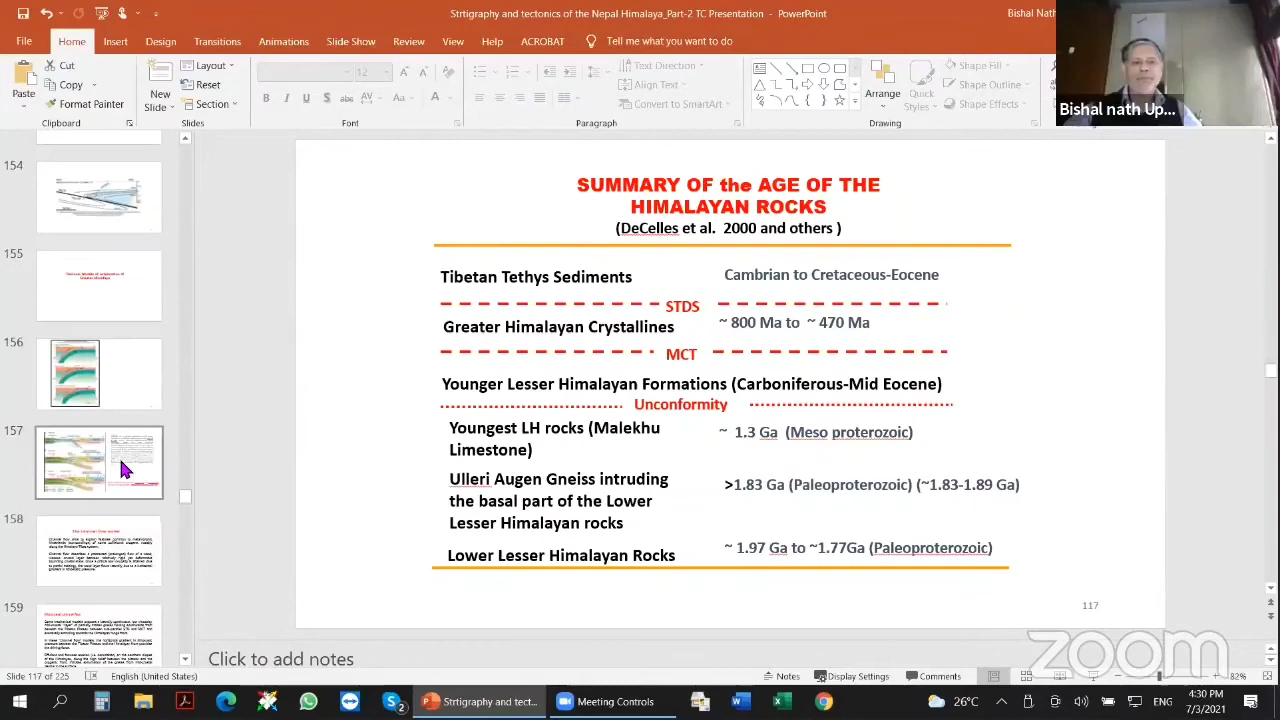 Strtigraphy and tectonics of the Nepal Himalaya_Part-2 TC Presentation - PowerPoint
Bishal Nath
File Home Insert Draw Design Transitions Animations Slide Show Review View Help ACROBAT Tell me what you want to do
Cut
Copy
Format Painter
Paste
Clipboard
New
Slide
Layout
Section
Slides
Font
Text Direction
Align Text
Convert to SmartArt
Paragraph
Arrange
Quick
Styles
Shape Fill
Shape Outline
Shape Effects
Drawing
Bishal nath Up...
154
155
156
157
158
159
SUMMARY OF the AGE OF THE
HIMALAYAN ROCKS
(DeCelles et al. 2000 and others )
Tibetan Tethys Sediments Cambrian to Cretaceous-Eocene
STDS
Greater Himalayan Crystallines ~ 800 Ma to ~ 470 Ma
MCT
Younger Lesser Himalayan Formations (Carboniferous-Mid Eocene)
Unconformity
Youngest LH rocks (Malekhu
Limestone)
~ 1.3 Ga (Meso proterozoic)
Ulleri Augen Gneiss intruding
the basal part of the Lower
Lesser Himalayan rocks
>1.83 Ga (Paleoproterozoic) (~1.83-1.89 Ga)
Lower Lesser Himalayan Rocks ~ 1.97 Ga to ~1.77Ga (Paleoproterozoic)
117
Click to add notes
zoom
Slide 117 of 225 English (United States) Notes Display Settings Comments 82%
Strtigraphy and tect... Meeting Controls 26°C ENG 4:30 PM
7/3/2021